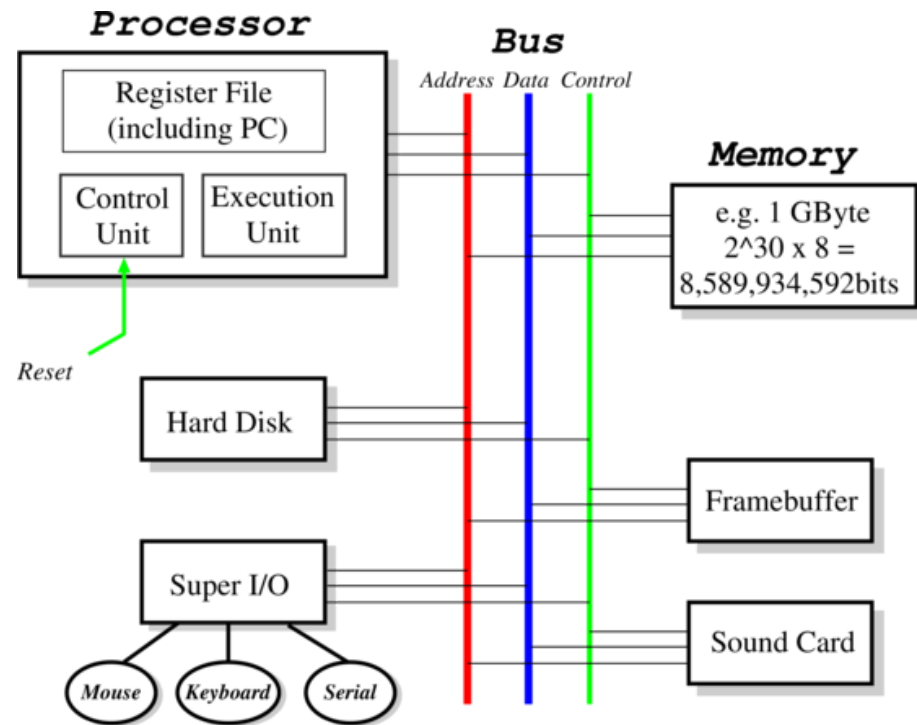 Processor
Bus
Address Data Control
Register File
(including PC)
Control
Unit
Execution
Unit
Reset
Memory
e.g. 1 GByte
2^30 x 8 =
8,589,934,592bits
Hard Disk
Framebuffer
Super I/O
Sound Card
Mouse
Keyboard
Serial